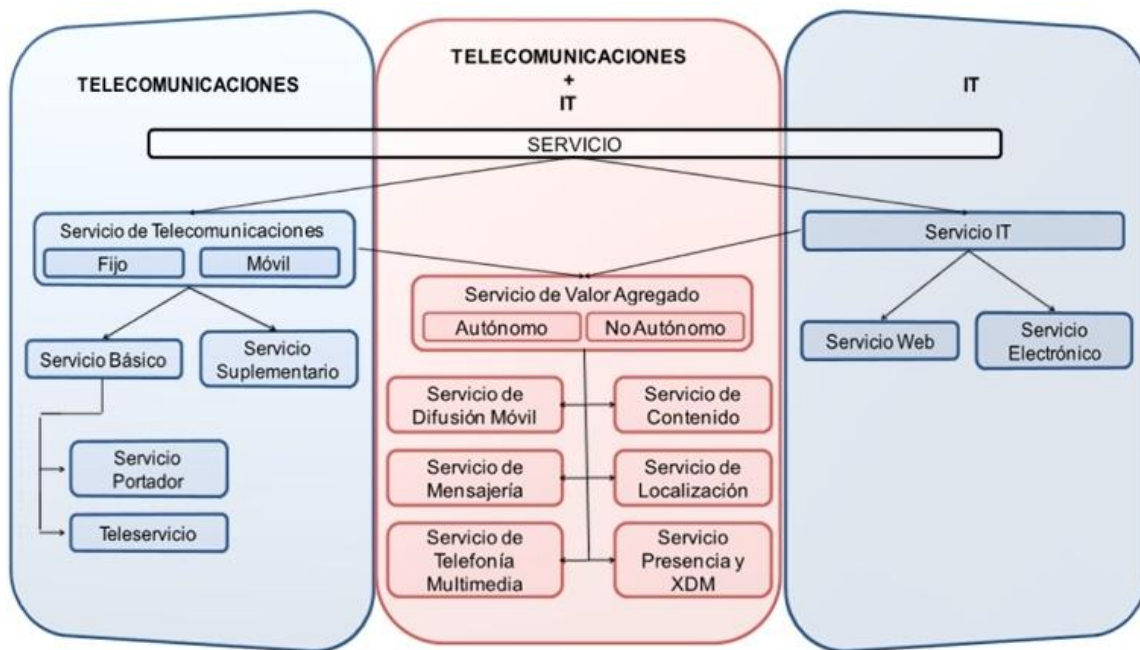 TELECOMUNICACIONES
TELECOMUNICACIONES
+
IT
IT
SERVICIO
Servicio de Telecomunicaciones
Fijo
Móvil
Servicio Básico
Servicio
Suplementario
Servicio
Portador
Teleservicio
Servicio de Valor Agregado
Autónomo
No Autónomo
Servicio de
Difusión Móvil
Servicio de
Contenido
Servicio de
Mensajería
Servicio de
Localización
Servicio de
Telefonía
Multimedia
Servicio
Presencia y
XDM
Servicio IT
Servicio Web
Servicio
Electrónico